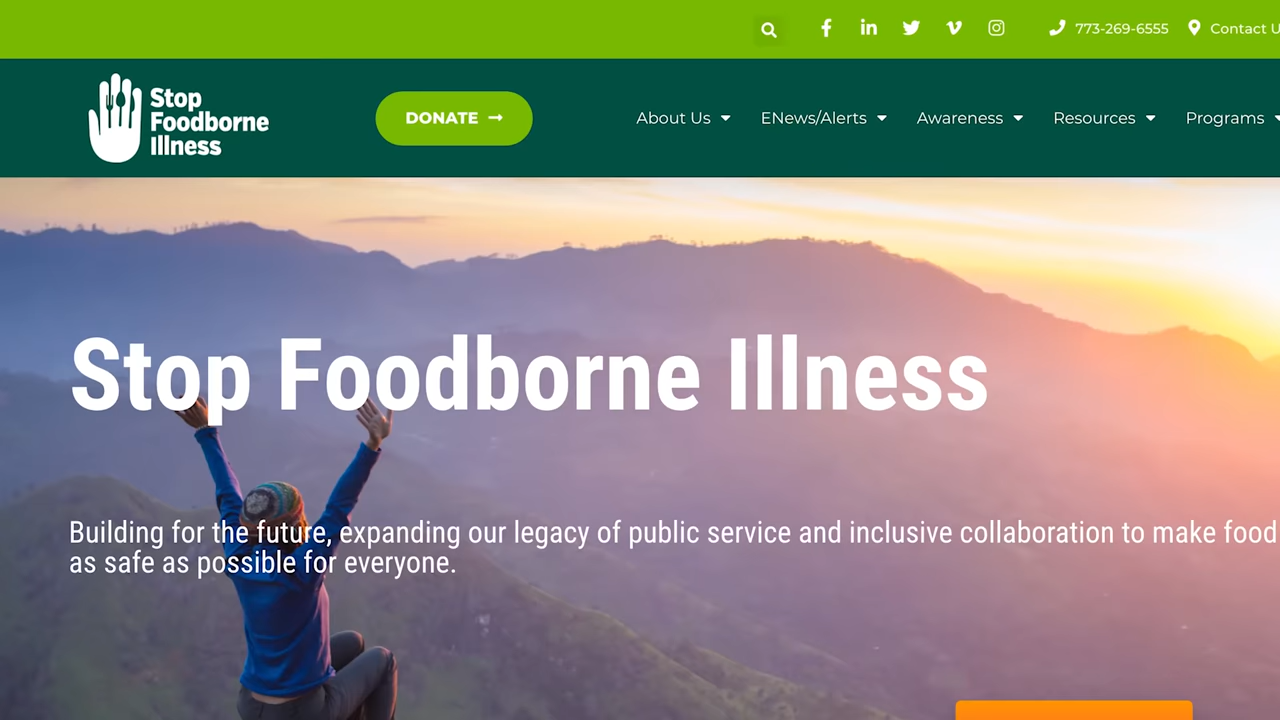 773-269-6555
Contact U
Stop
Foodborne
Illness
DONATE
About Us
ENews/Alerts
Awareness
Resources
Programs
Stop Foodborne Illness
Building for the future, expanding our legacy of public service and inclusive collaboration to make food
as safe as possible for everyone.